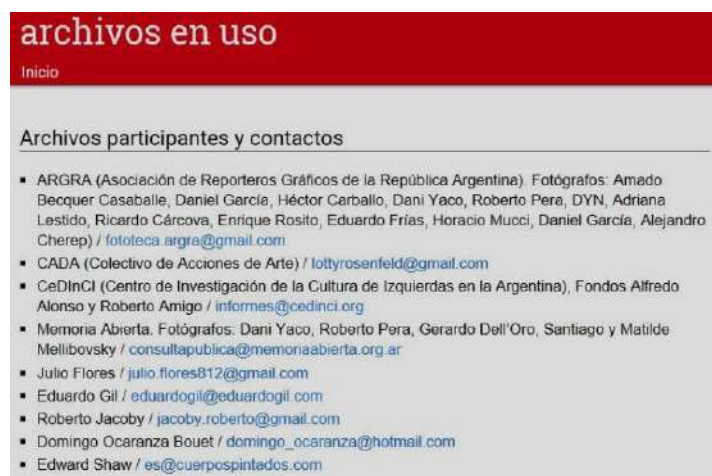 archivos en uso
Inicio
Archivos participantes y contactos
▪ ARGRA (Asociación de Reporteros Gráficos de la República Argentina). Fotógrafos: Amado
Becquer Casaballe, Daniel García, Héctor Carballo, Dani Yaco, Roberto Pera, DYN, Adriana
Lestido, Ricardo Cárcova, Enrique Rosito, Eduardo Frías, Horacio Mucci, Daniel García, Alejandro
Cherep) / fototeca.argra@gmail.com
▪ CADA (Colectivo de Acciones de Arte) / lottyrosenfeld@gmail.com
▪ CeDInCI (Centro de Investigación de la Cultura de Izquierdas en la Argentina), Fondos Alfredo
Alonso y Roberto Amigo / informes@cedinci.org
▪ Memoria Abierta. Fotógrafos: Dani Yaco, Roberto Pera, Gerardo Dell'Oro, Santiago y Matilde
Mellibovsky / consultapublica@memoriaabierta.org.ar
▪ Julio Flores / julio.flores812@gmail.com
▪ Eduardo Gil / eduardogil@eduardogil.com
▪ Roberto Jacoby / jacoby.roberto@gmail.com
▪ Domingo Ocaranza Bouet / domingo_ocaranza@hotmail.com
▪ Edward Shaw / es@cuerpospintados.com